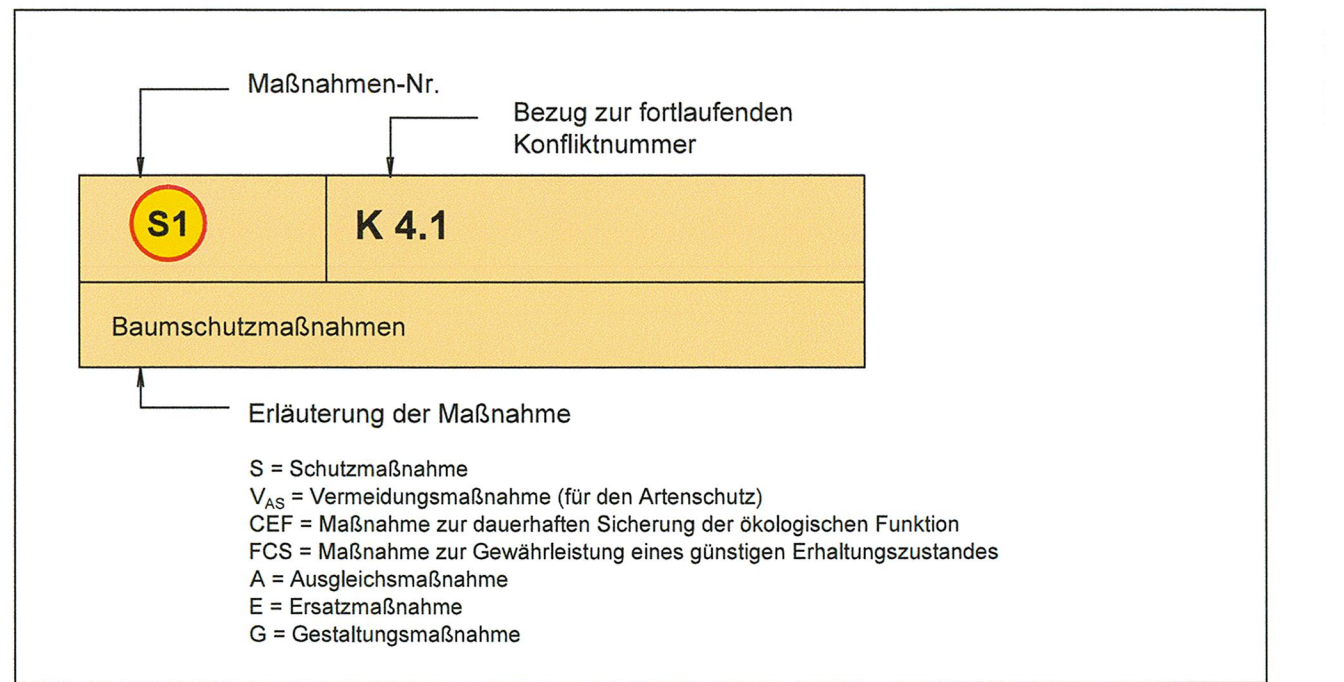 Maßnahmen-Nr.
Bezug zur fortlaufenden
Konfliktnummer
S1
K 4.1
Baumschutzmaßnahmen
Erläuterung der Maßnahme
S = Schutzmaßnahme
V_AS = Vermeidungsmaßnahme (für den Artenschutz)
CEF = Maßnahme zur dauerhaften Sicherung der ökologischen Funktion
FCS = Maßnahme zur Gewährleistung eines günstigen Erhaltungszustandes
A = Ausgleichsmaßnahme
E = Ersatzmaßnahme
G = Gestaltungsmaßnahme